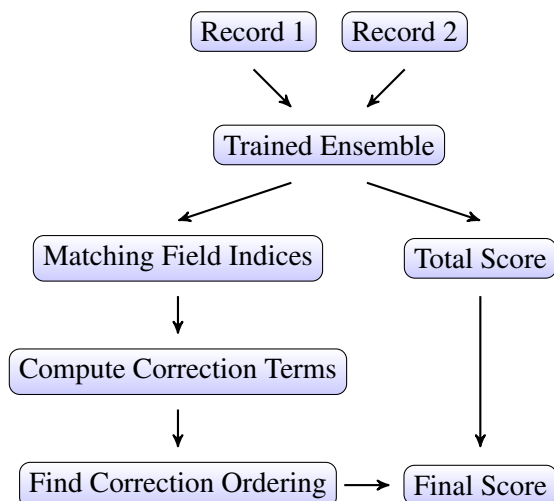 Record 1
Record 2
Trained Ensemble
Matching Field Indices
Total Score
Compute Correction Terms
Find Correction Ordering
Final Score